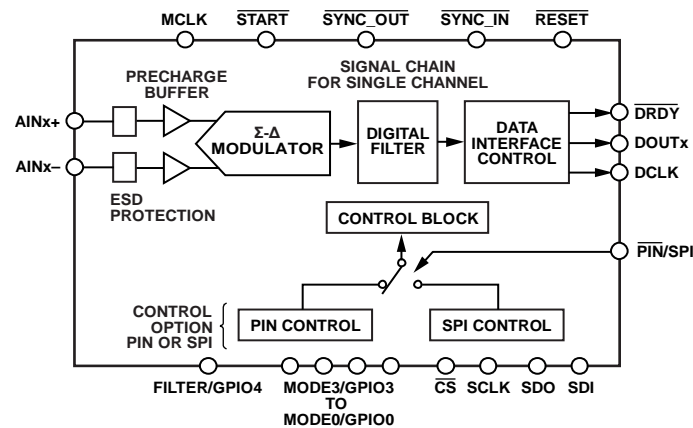 MCLK
START
SYNC_OUT
SYNC_IN
RESET
PRECHARGE
BUFFER
SIGNAL CHAIN
FOR SINGLE CHANNEL
AINx+
AINx–
Σ-Δ
MODULATOR
DIGITAL
FILTER
DATA
INTERFACE
CONTROL
DRDY
DOUTx
DCLK
ESD
PROTECTION
CONTROL BLOCK
PIN/SPI
CONTROL
OPTION
PIN OR SPI
PIN CONTROL
SPI CONTROL
FILTER/GPIO4
MODE3/GPIO3
TO
MODE0/GPIO0
CS
SCLK
SDO
SDI